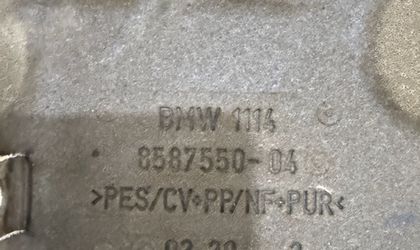 BMW 1114
8587550-04
>PES/CV+PP/NF+PUR<